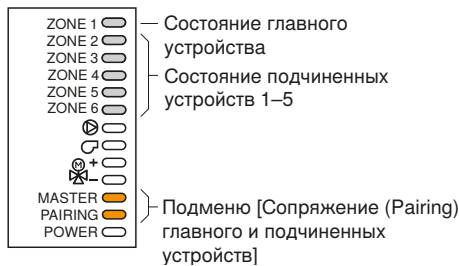 ZONE 1
ZONE 2
ZONE 3
ZONE 4
ZONE 5
ZONE 6
M
+
–
MASTER
PAIRING
POWER
Состояние главного
устройства
Состояние подчиненных
устройств 1–5
Подменю [Сопряжение (Pairing)
главного и подчиненных
устройств]